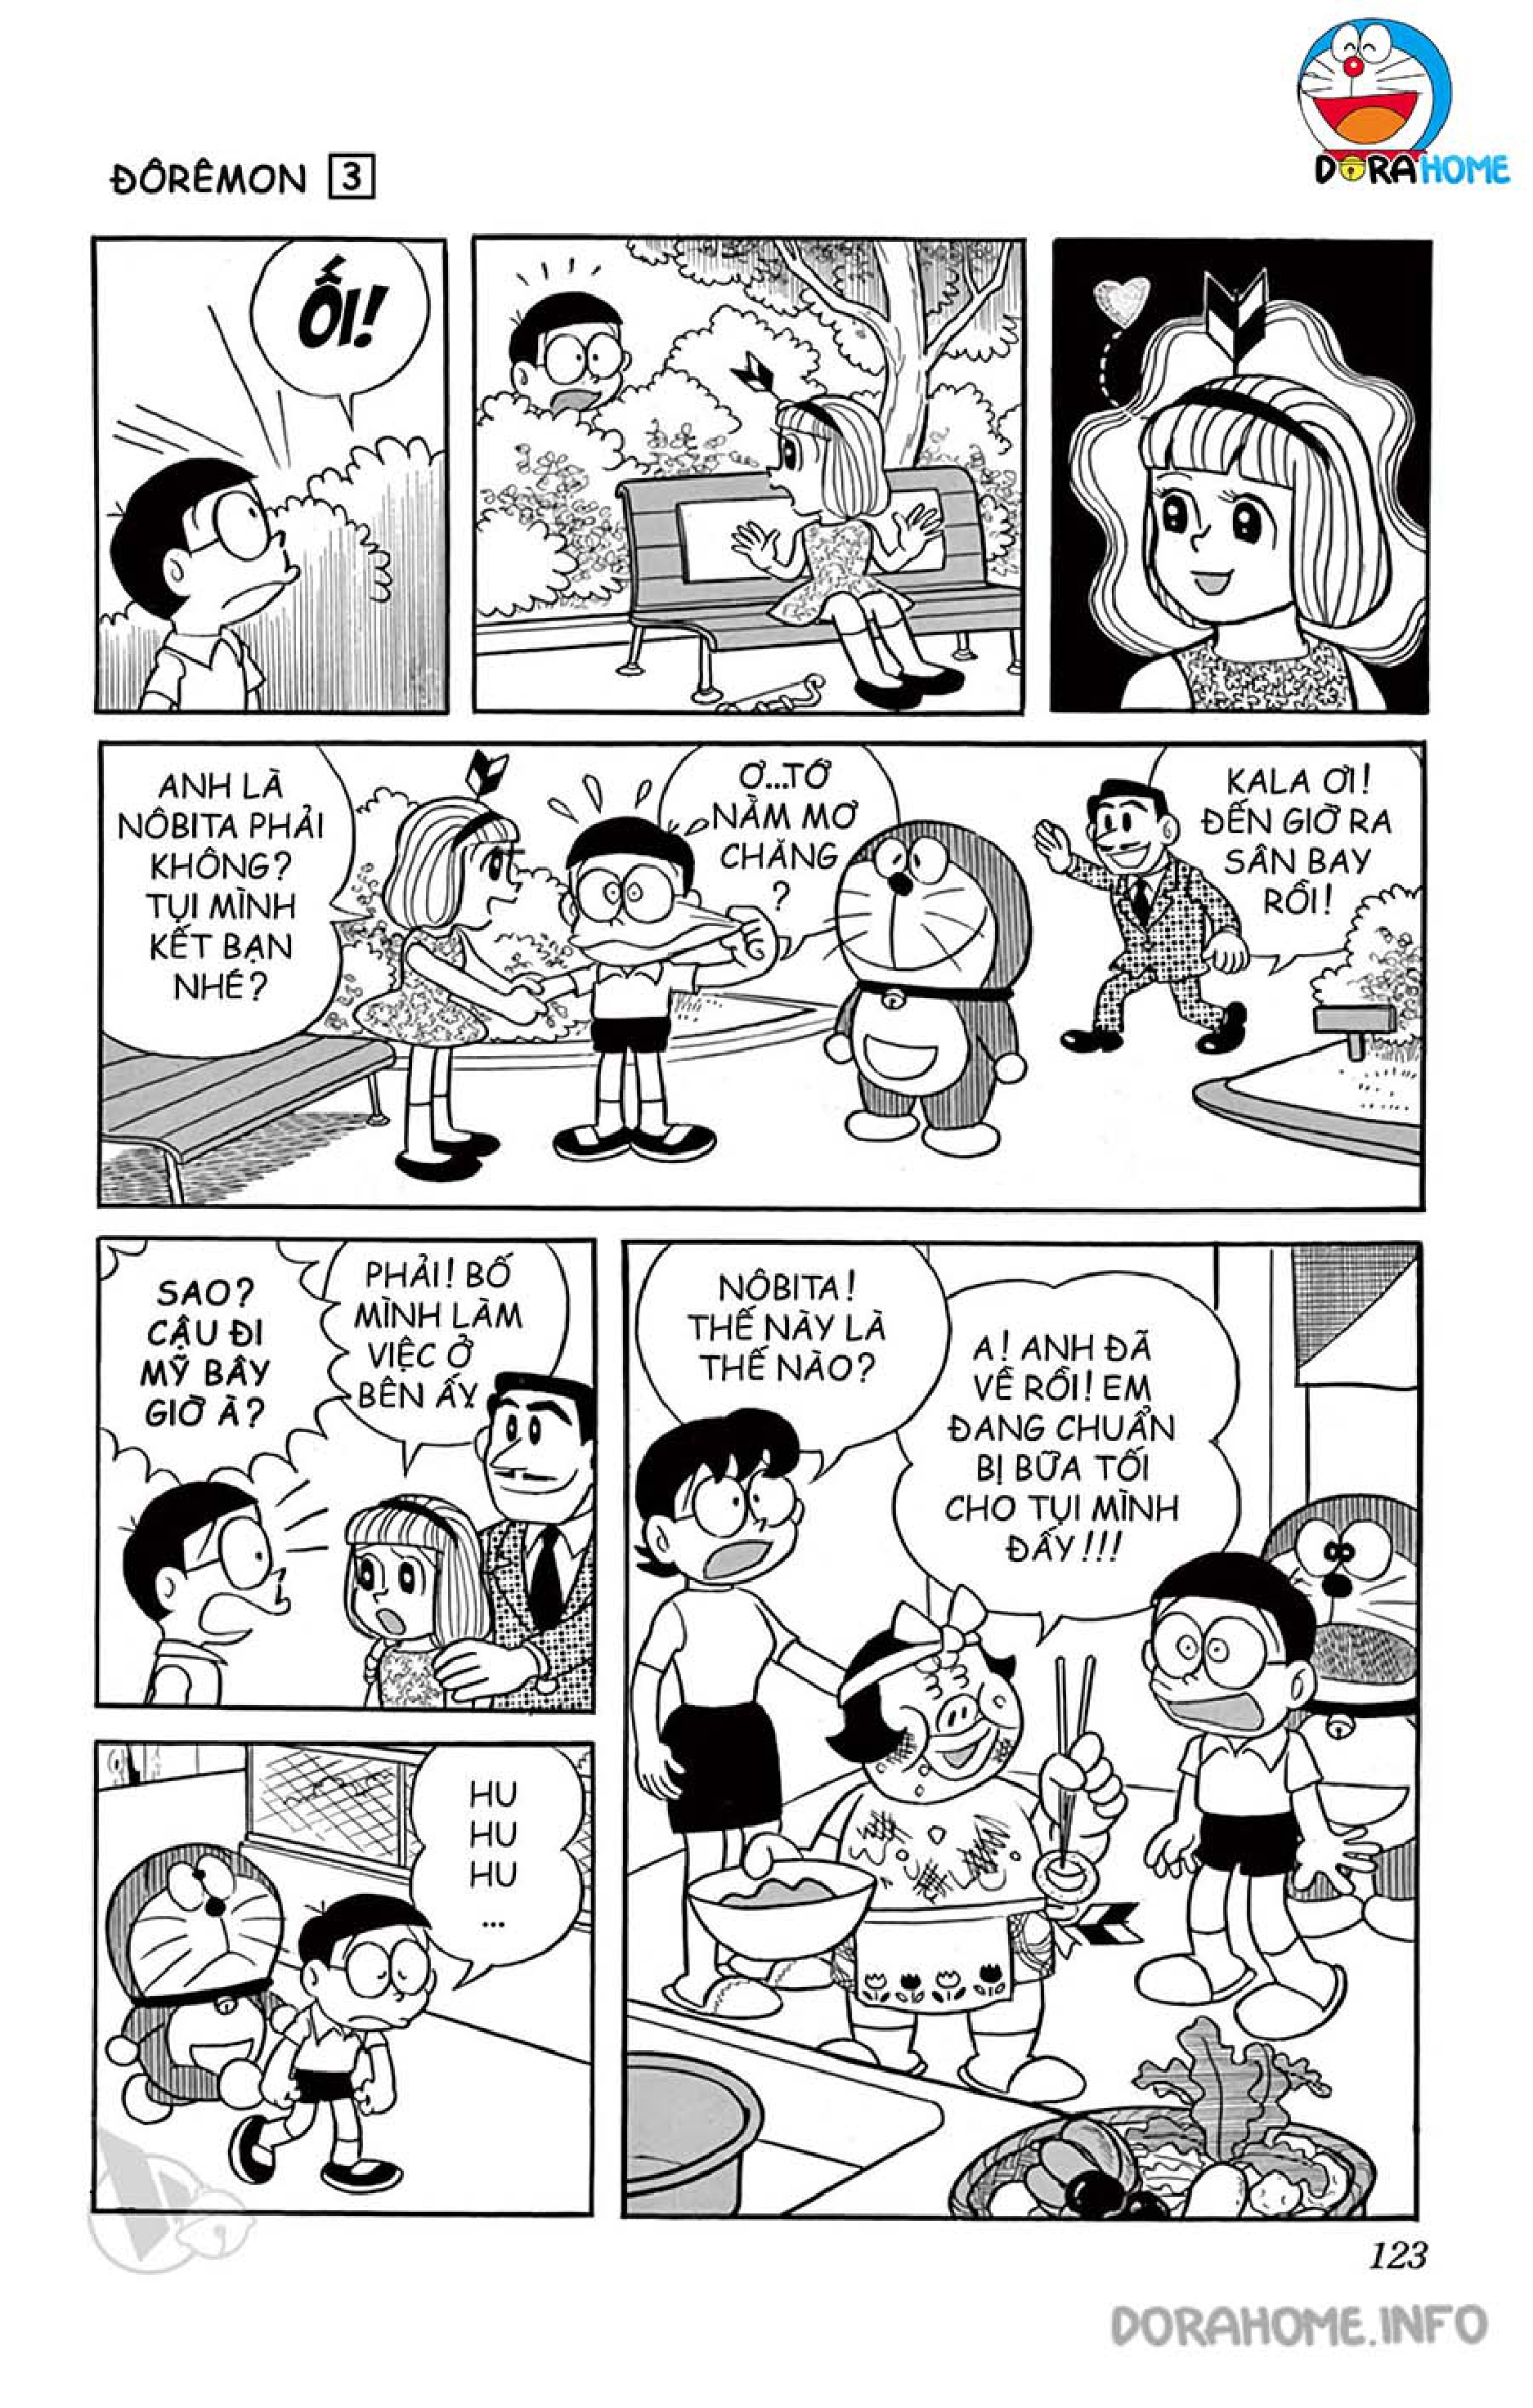 DORAHOME
ĐÔRÊMON 3
ỐI!
ANH LÀ
NÔBITA PHẢI
KHÔNG?
TỤI MÌNH
KẾT BẠN
NHÉ?
Ơ...TỚ
NẰM MƠ
CHĂNG
?
KALA ƠI!
ĐẾN GIỜ RA
SÂN BAY
RỒI!
SAO?
CẬU ĐI
MỸ BÂY
GIỜ À?
PHẢI! BỐ
MÌNH LÀM
VIỆC Ở
BÊN ẤY.
HU
HU
HU
...
NÔBITA!
THẾ NÀY LÀ
THẾ NÀO?
A! ANH ĐÃ
VỀ RỒI! EM
ĐANG CHUẨN
BỊ BỮA TỐI
CHO TỤI MÌNH
ĐẤY!!!
123
DORAHOME.INFO